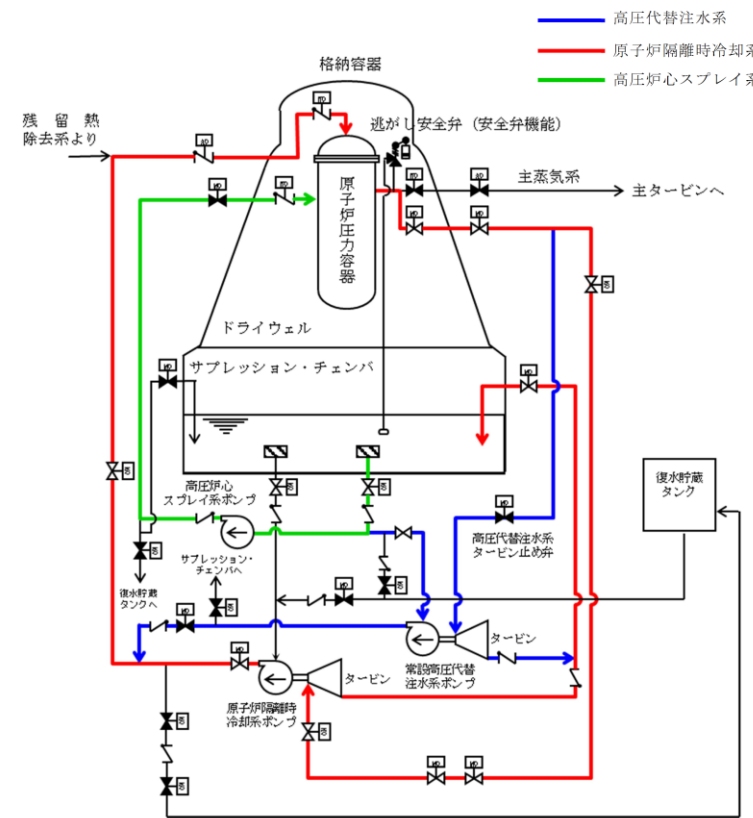 高圧代替注水系
原子炉隔離時冷却系
高圧炉心スプレイ系
格納容器
残留熱
除去系より
逃がし安全弁（安全弁機能）
主蒸気系
主タービンへ
原子炉圧力容器
ドライウェル
サプレッション・チェンバ
復水貯蔵
タンク
高圧炉心
スプレイ系ポンプ
高圧代替注水系
タービン止め弁
サプレッション・
チェンバへ
復水貯蔵
タンクへ
タービン
常設高圧代替
注水系ポンプ
タービン
原子炉隔離時
冷却系ポンプ